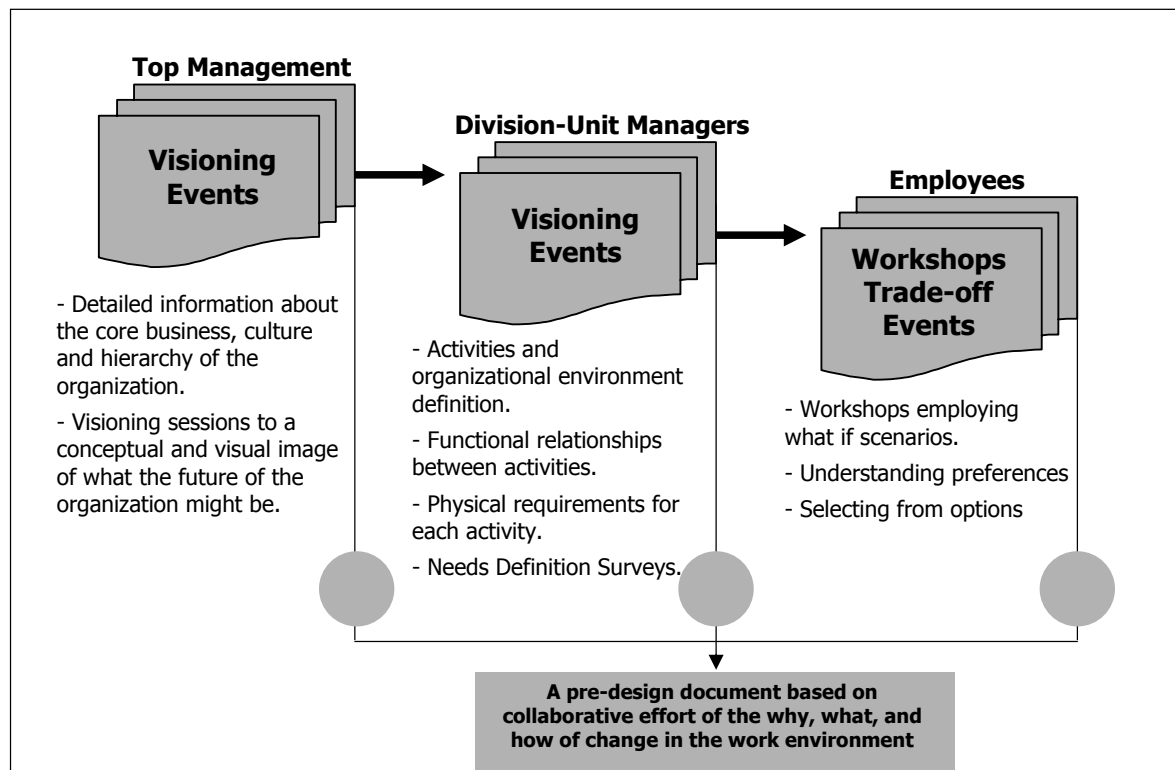 Top Management
Visioning
Events
- Detailed information about
the core business, culture
and hierarchy of the
organization.
- Visioning sessions to a
conceptual and visual image
of what the future of the
organization might be.
Division-Unit Managers
Visioning
Events
- Activities and
organizational environment
definition.
- Functional relationships
between activities.
- Physical requirements for
each activity.
- Needs Definition Surveys.
Employees
Workshops
Trade-off
Events
- Workshops employing
what if scenarios.
- Understanding preferences
- Selecting from options
A pre-design document based on
collaborative effort of the why, what, and
how of change in the work environment